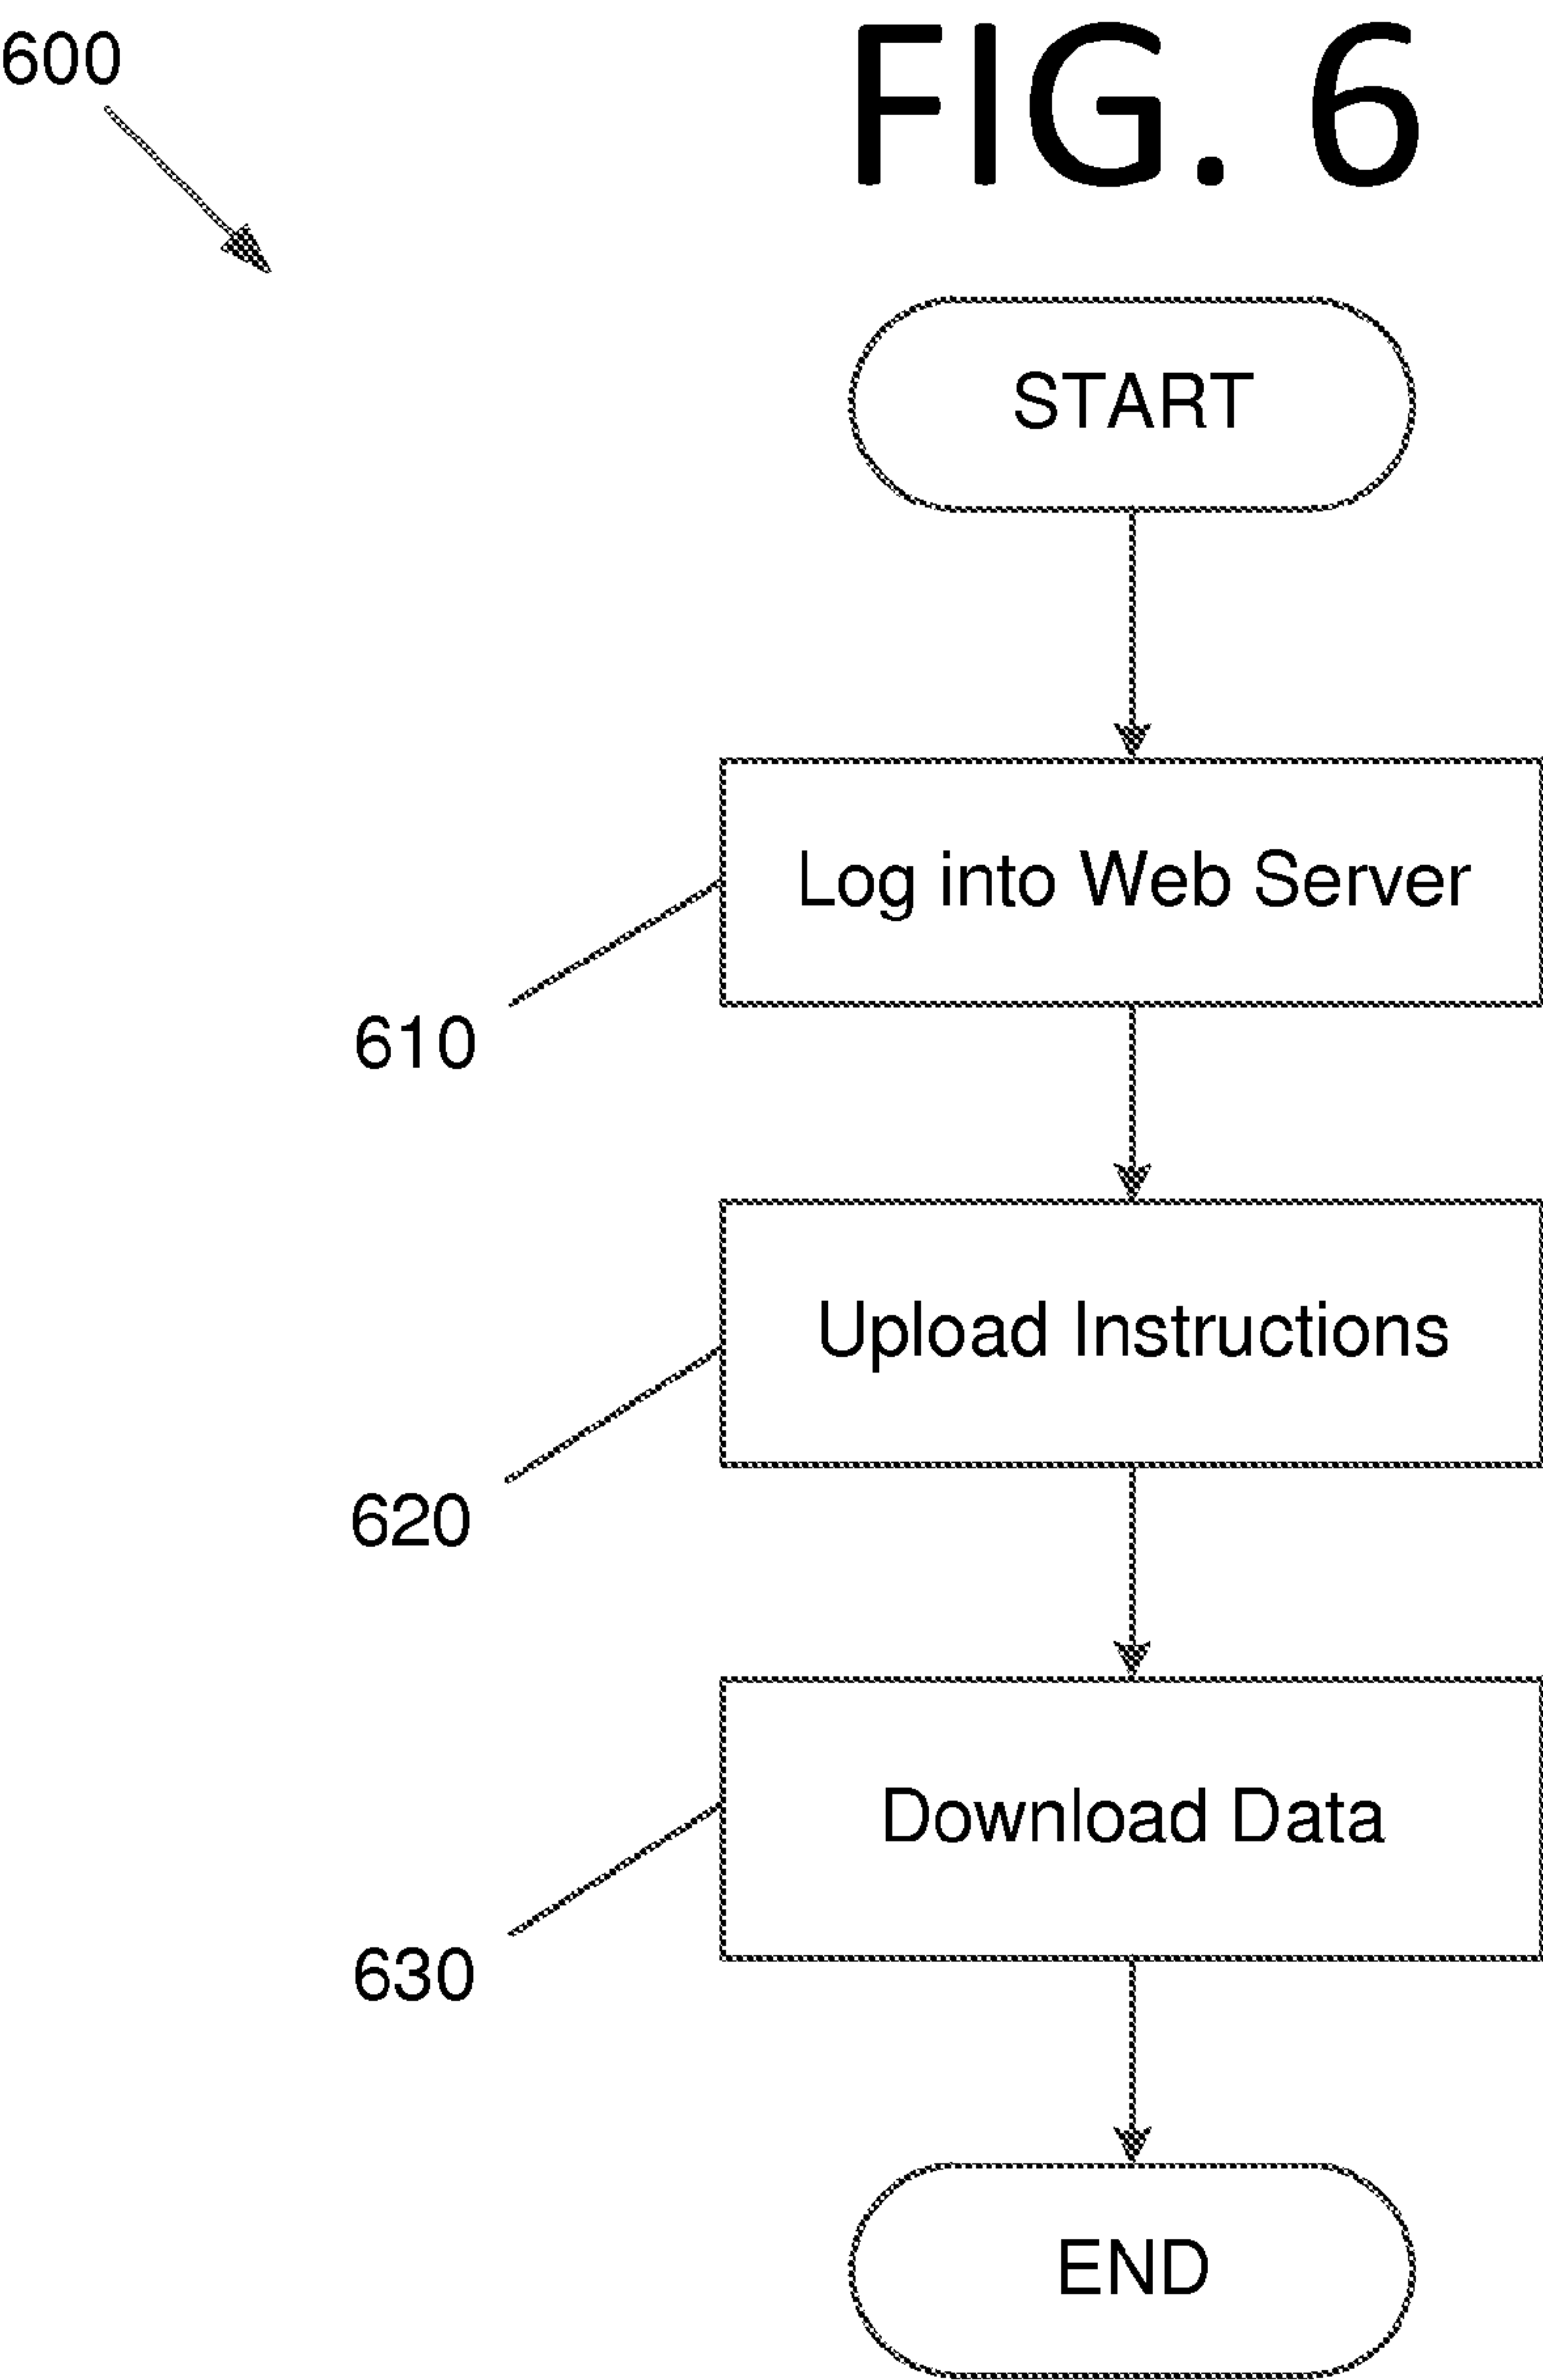 600
FIG. 6
START
Log into Web Server
610
Upload Instructions
620
Download Data
630
END